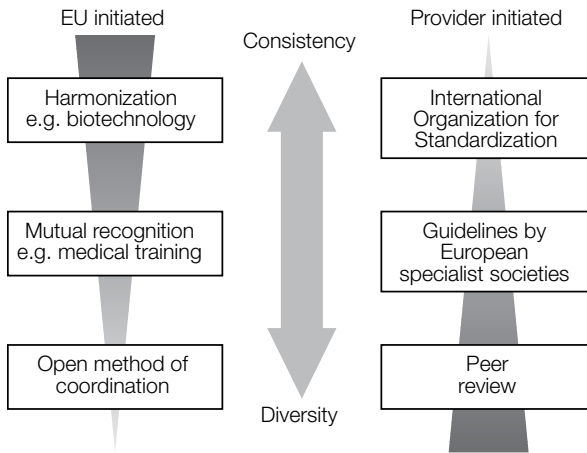 EU initiated
Harmonization
e.g. biotechnology
Mutual recognition
e.g. medical training
Open method of
coordination
Consistency
Diversity
Provider initiated
International
Organization for
Standardization
Guidelines by
European
specialist societies
Peer
review